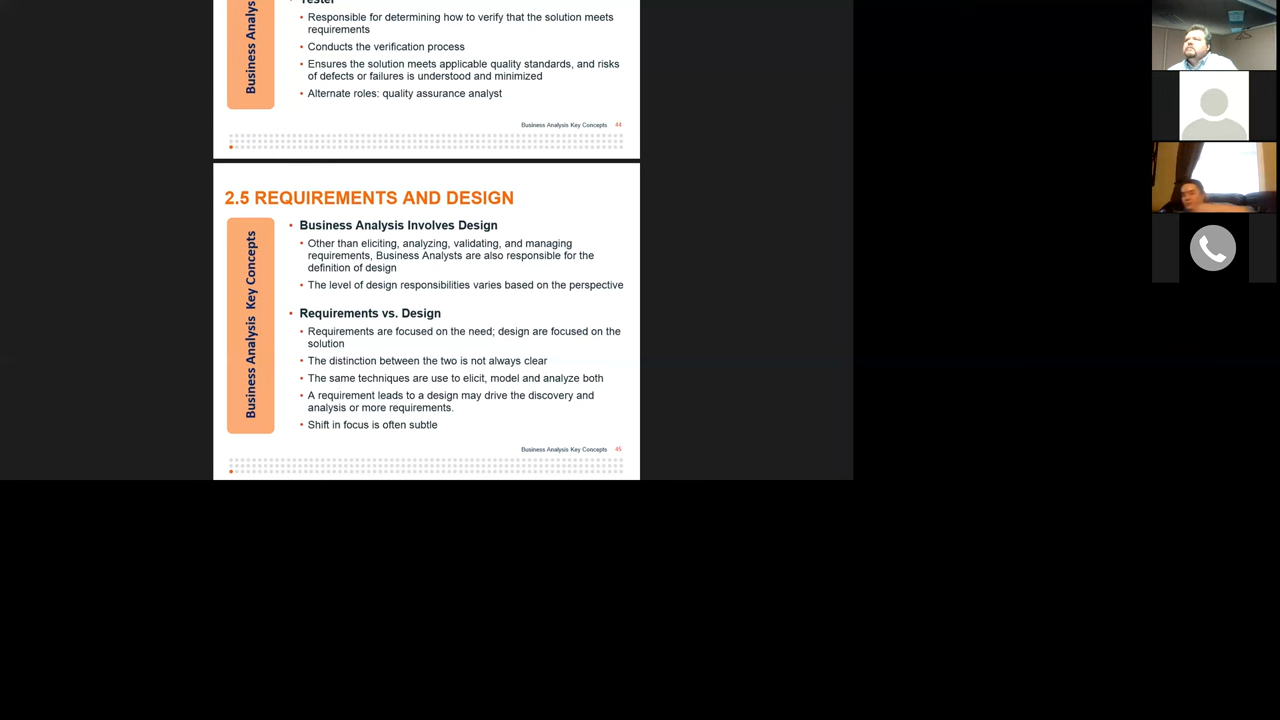 Tester
Business Analys
• Responsible for determining how to verify that the solution meets
requirements
• Conducts the verification process
• Ensures the solution meets applicable quality standards, and risks
of defects or failures is understood and minimized
• Alternate roles: quality assurance analyst
Business Analysis Key Concepts 44
2.5 REQUIREMENTS AND DESIGN
Business Analysis Key Concepts
• Business Analysis Involves Design
• Other than eliciting, analyzing, validating, and managing
requirements, Business Analysts are also responsible for the
definition of design
• The level of design responsibilities varies based on the perspective
• Requirements vs. Design
• Requirements are focused on the need; design are focused on the
solution
• The distinction between the two is not always clear
• The same techniques are use to elicit, model and analyze both
• A requirement leads to a design may drive the discovery and
analysis or more requirements.
• Shift in focus is often subtle
Business Analysis Key Concepts 45